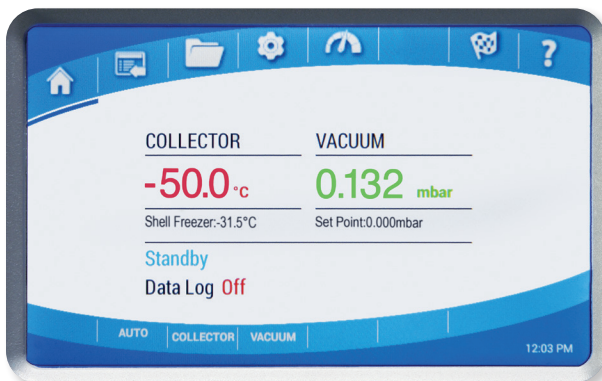 ?
COLLECTOR VACUUM
-50.0 °C 0.132 mbar
Shell Freezer:-31.5°C Set Point:0.000mbar
Standby
Data Log Off
AUTO COLLECTOR VACUUM
12:03 PM